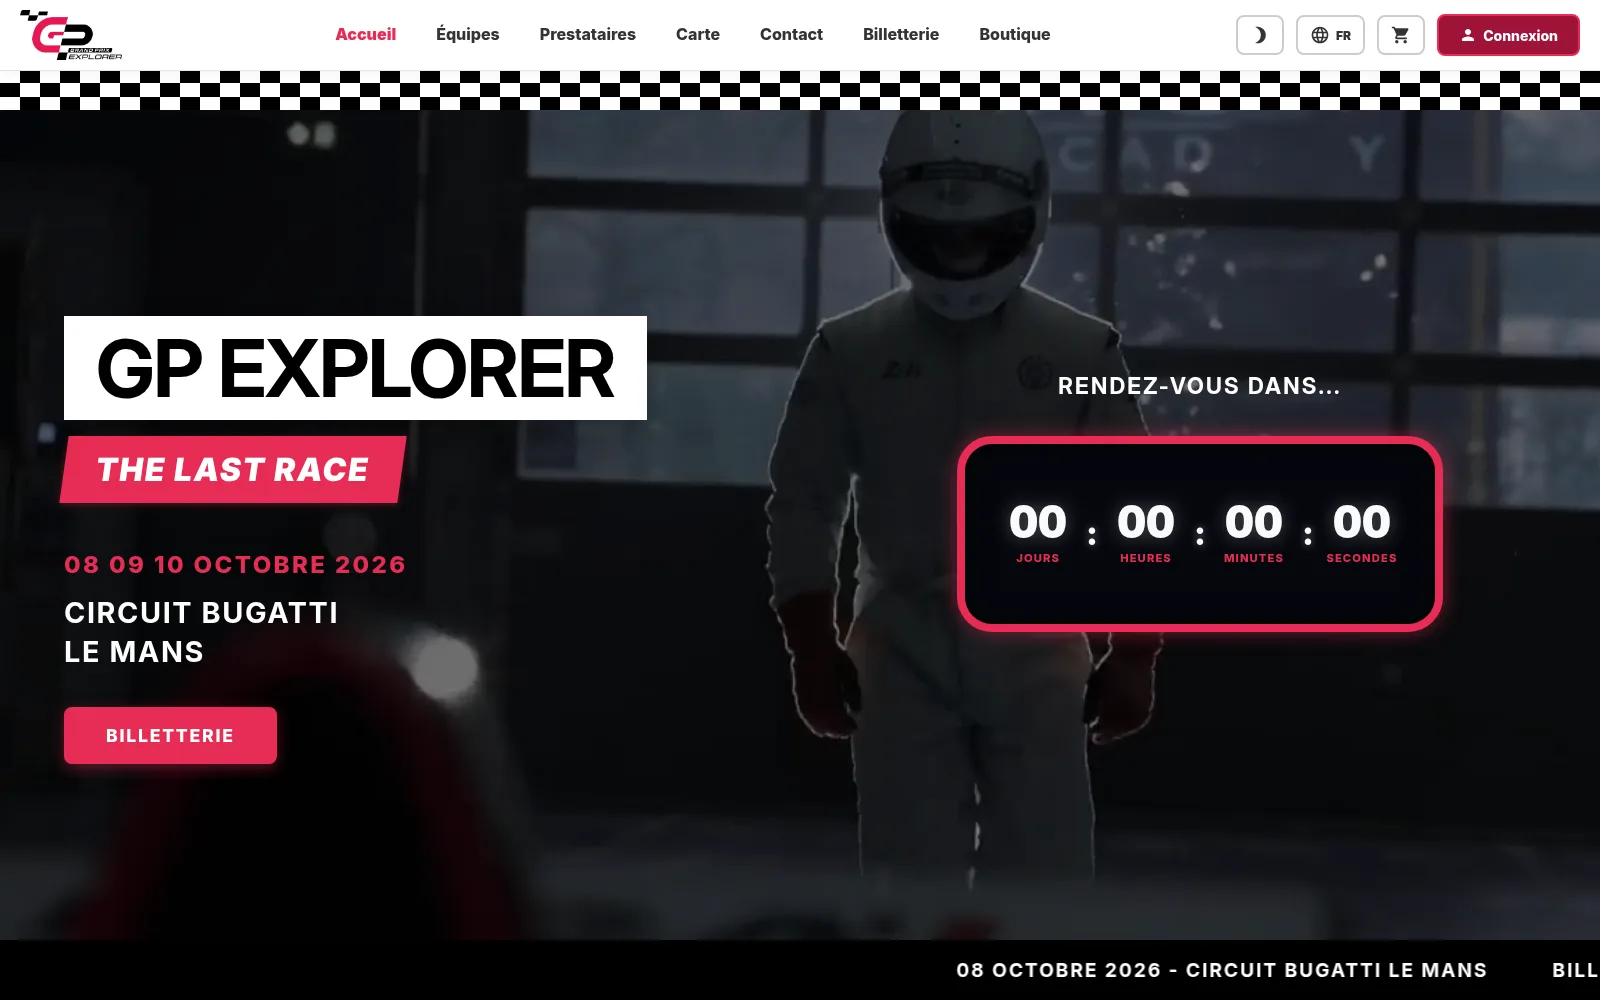 GRAND PRIX
EXPLORER
Accueil
Équipes
Prestataires
Carte
Contact
Billetterie
Boutique
FR
Connexion
CAD Y
GP EXPLORER
THE LAST RACE
08 09 10 OCTOBRE 2026
CIRCUIT BUGATTI
LE MANS
BILLETTERIE
RENDEZ-VOUS DANS...
00 : 00 : 00 : 00
JOURS HEURES MINUTES SECONDES
08 OCTOBRE 2026 - CIRCUIT BUGATTI LE MANS BILL